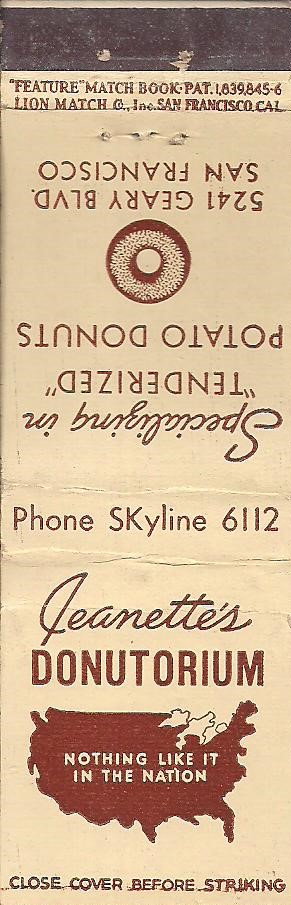 "FEATURE" MATCH BOOK-PAT. 1,839,845-6
LION MATCH Co., Inc. SAN FRANCISCO, CAL.
Specializing in
"TENDERIZED"
POTATO DONUTS
5241 GEARY BLVD.
SAN FRANCISCO
Phone SKyline 6112
Jeanette's
DONUTORIUM
NOTHING LIKE IT
IN THE NATION
CLOSE COVER BEFORE STRIKING